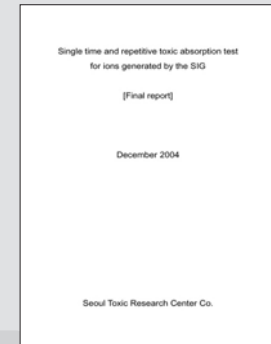 Single time and repetitive toxic absorption test
for ions generated by the SIG
[Final report]
December 2004
Seoul Toxic Research Center Co.